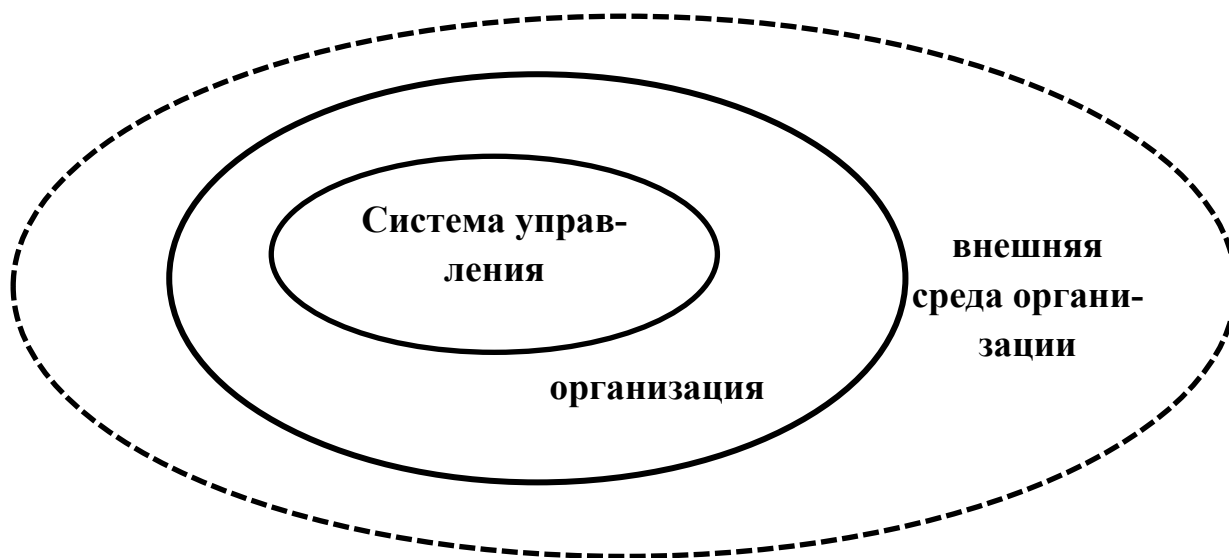 Система управ-
ления
внешняя
среда органи-
зации
организация